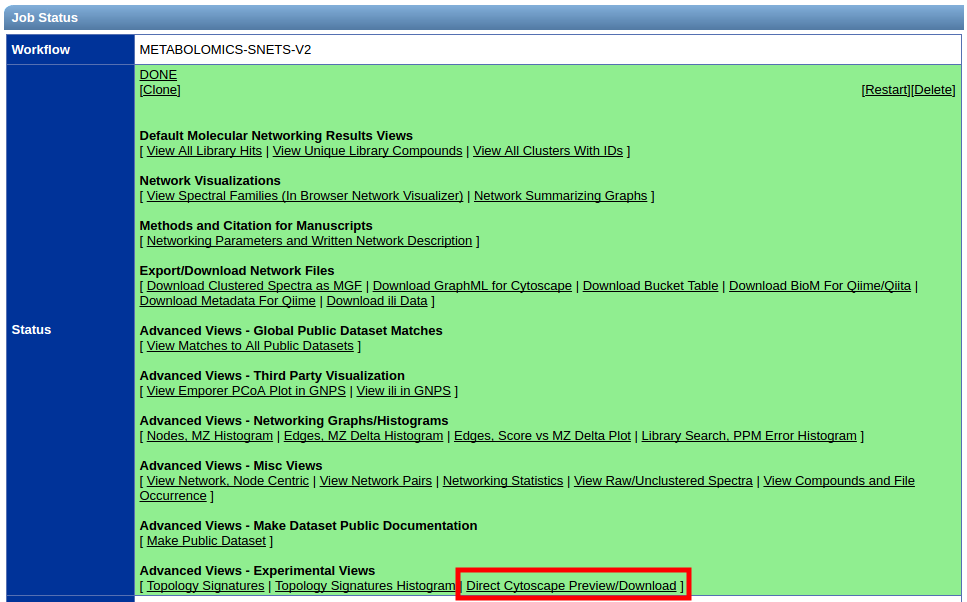 Job Status
Workflow
METABOLOMICS-SNETS-V2
DONE
[Clone]
[Restart][Delete]
Default Molecular Networking Results Views
[ View All Library Hits | View Unique Library Compounds | View All Clusters With IDs ]
Network Visualizations
[ View Spectral Families (In Browser Network Visualizer) | Network Summarizing Graphs ]
Methods and Citation for Manuscripts
[ Networking Parameters and Written Network Description ]
Export/Download Network Files
[ Download Clustered Spectra as MGF | Download GraphML for Cytoscape | Download Bucket Table | Download BioM For Qiime/Qiita |
Download Metadata For Qiime | Download ili Data ]
Status
Advanced Views - Global Public Dataset Matches
[ View Matches to All Public Datasets ]
Advanced Views - Third Party Visualization
[ View Emporer PCoA Plot in GNPS | View ili in GNPS ]
Advanced Views - Networking Graphs/Histograms
[ Nodes, MZ Histogram | Edges, MZ Delta Histogram | Edges, Score vs MZ Delta Plot | Library Search, PPM Error Histogram ]
Advanced Views - Misc Views
[ View Network, Node Centric | View Network Pairs | Networking Statistics | View Raw/Unclustered Spectra | View Compounds and File
Occurrence ]
Advanced Views - Make Dataset Public Documentation
[ Make Public Dataset ]
Advanced Views - Experimental Views
[ Topology Signatures | Topology Signatures Histogram | Direct Cytoscape Preview/Download ]